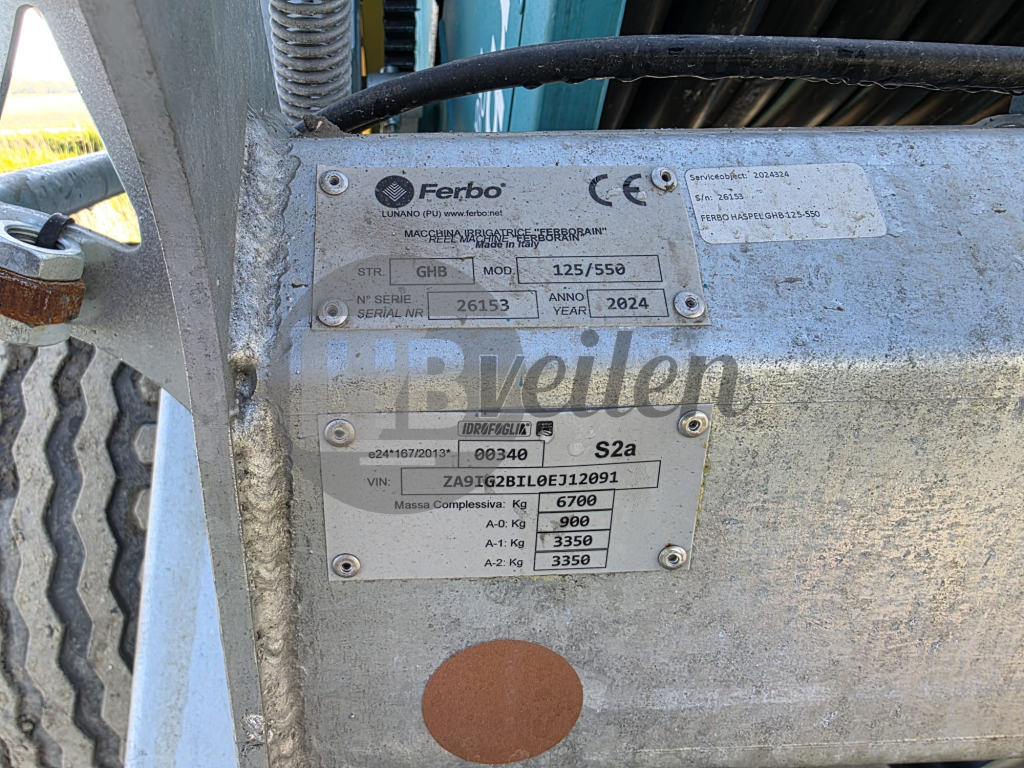 Ferbo®
CE
LUNANO (PU) www.ferbo.net
MACCHINA IRRIGATRICE "FERBORAIN"
REEL MACHINE "FERBORAIN"
Made in Italy
STR. GHB MOD. 125/550
N° SERIE 26153 ANNO 2024
SERIAL NR YEAR
Serviceobject: 2024324
S/n: 26153
FERBO HASPEL GHB 125-550
HBveilen
IDROFOGLIA
e24*167/2013* 00340 S2a
VIN: ZA9IG2BIL0EJ12091
Massa Complessiva: Kg 6700
A-0: Kg 900
A-1: Kg 3350
A-2: Kg 3350